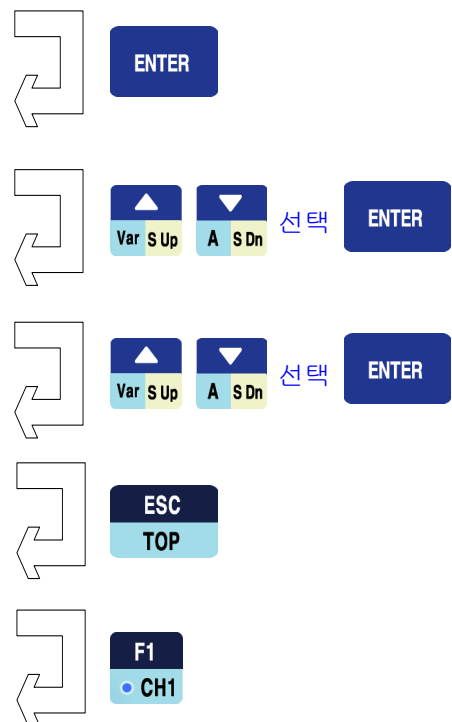 ENTER
Var S Up A S Dn 선택 ENTER
Var S Up A S Dn 선택 ENTER
ESC
TOP
F1
CH1